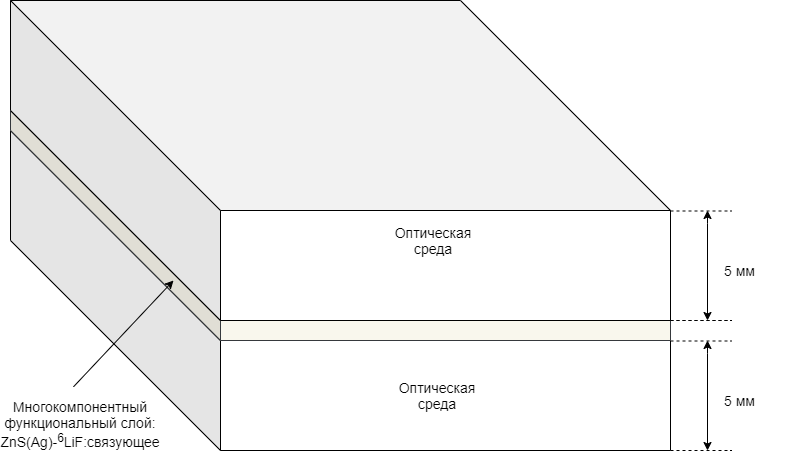 Оптическая
среда
5 мм
Оптическая
среда
5 мм
Многокомпонентный
функциональный слой:
ZnS(Ag)-⁶LiF:связующее